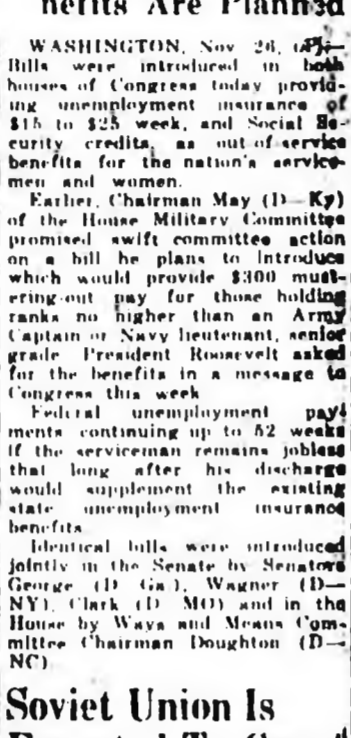 nefits Are Planned
WASHINGTON, Nov 26, (P)—
Bills were introduced in both
houses of Congress today provid-
ing unemployment insurance of
$15 to $25 week, and Social Se-
curity credits, as out of service
benefits for the nation's service-
men and women.
Earlier, Chairman May (D—Ky)
of the House Military Committee
promised swift committee action
on a bill he plans to introduce
which would provide $300 must-
ering-out pay for those holding
ranks no higher than an Army
Captain or Navy lieutenant, senior
grade President Roosevelt asked
for the benefits in a message to
Congress this week
Federal unemployment pay-
ments continuing up to 52 weeks
if the serviceman remains jobless
that long after his discharge
would supplement the existing
state unemployment insurance
benefits
Identical bills were introduced
jointly in the Senate by Senators
George (D Ga), Wagner (D—
NY), Clark (D MO) and in the
House by Ways and Means Com-
mittee Chairman Doughton (D—
NC)
Soviet Union Is